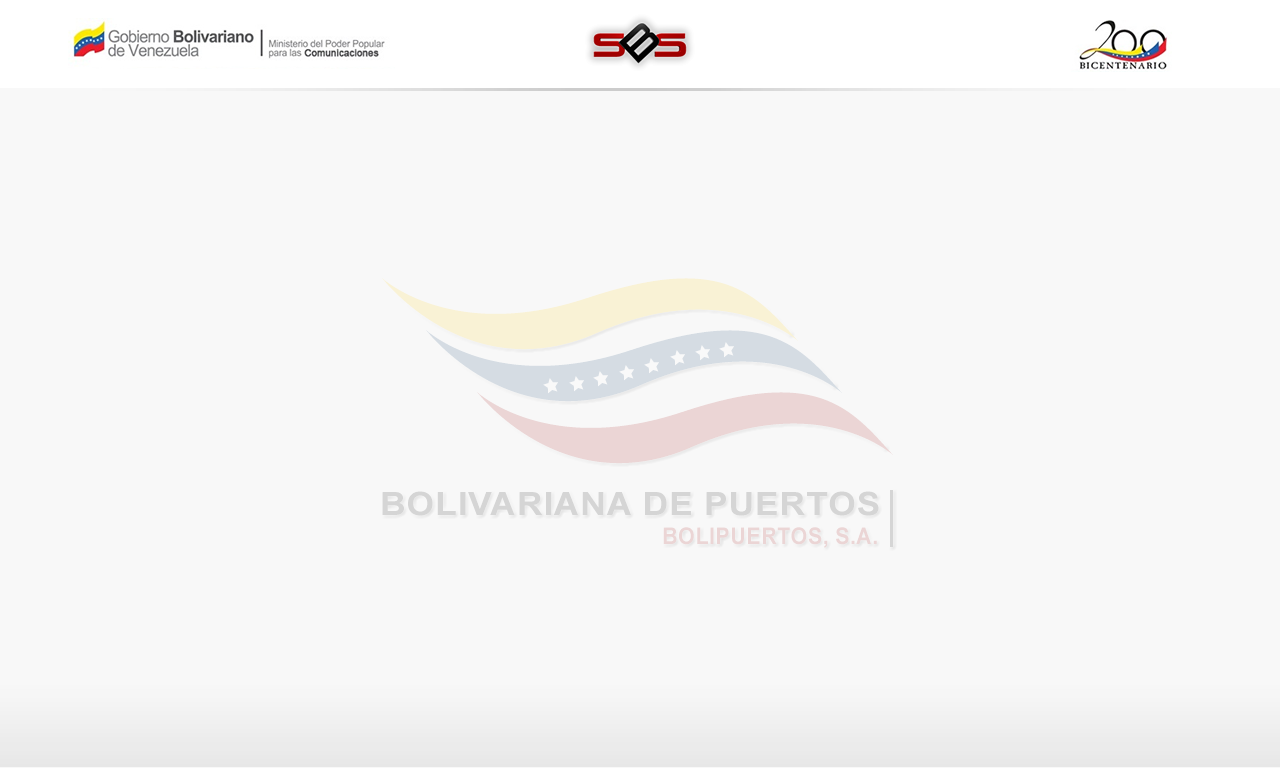 Gobierno Bolivariano
de Venezuela
Ministerio del Poder Popular
para las Comunicaciones
SBS
200
BICENTENARIO
BOLIVARIANA DE PUERTOS
BOLIPUERTOS, S.A.